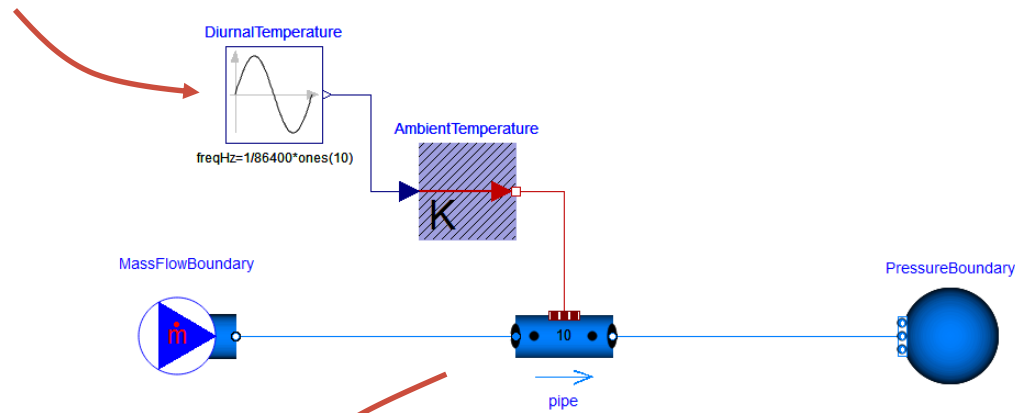 DiurnalTemperature
freqHz=1/86400*ones(10)
AmbientTemperature
K
MassFlowBoundary
ṁ
PressureBoundary
10
pipe